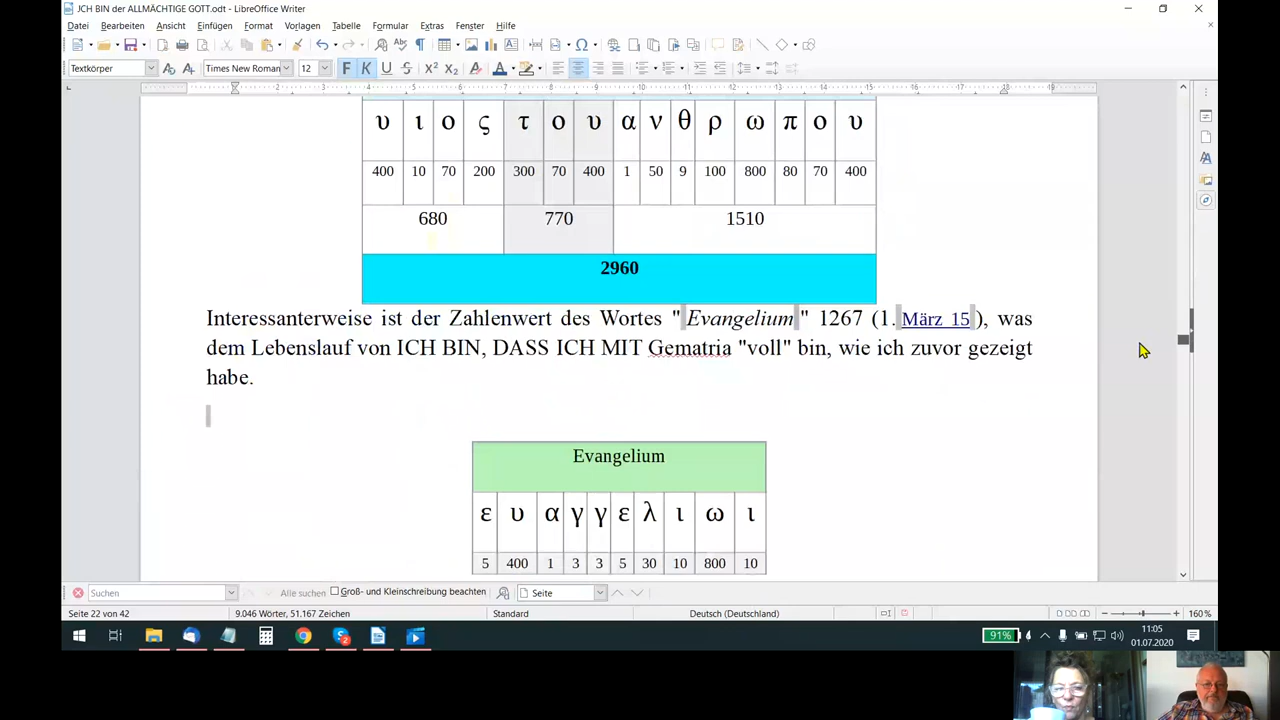 JCH BIN der ALLMÄCHTIGE GOTT.odt - LibreOffice Writer
Datei Bearbeiten Ansicht Einfügen Format Vorlagen Tabelle Formular Extras Fenster Hilfe
Textkörper Times New Roman 12 F K U
υ ι ο ς τ ο υ α ν θ ρ ω π ο υ
400 10 70 200 300 70 400 1 50 9 100 800 80 70 400
680 770 1510
2960
Interessanterweise ist der Zahlenwert des Wortes " Evangelium " 1267 (1. März 15 ), was
dem Lebenslauf von ICH BIN, DASS ICH MIT Gematria "voll" bin, wie ich zuvor gezeigt
habe.
Evangelium
ε υ α γ γ ε λ ι ω ι
5 400 1 3 3 5 30 10 800 10
Suchen Alle suchen Groß- und Kleinschreibung beachten Seite
Seite 22 von 42 9.046 Wörter, 51.167 Zeichen Standard Deutsch (Deutschland) 160%
91% 11:05
01.07.2020